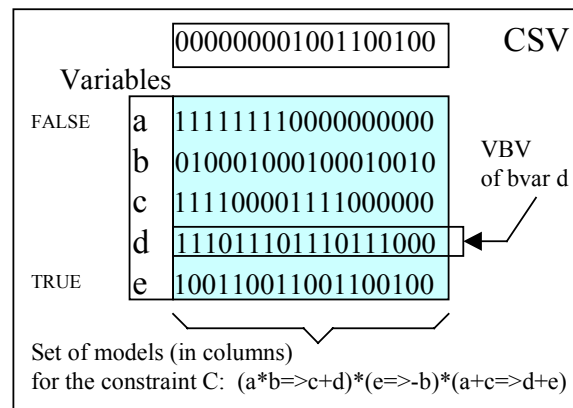 000000001001100100 CSV
Variables
FALSE a 111111110000000000
b 010001000100010010
c 111100001111000000
d 111011101110111000
TRUE e 100110011001100100
VBV
of bvar d
Set of models (in columns)
for the constraint C: (a*b=>c+d)*(e=>-b)*(a+c=>d+e)